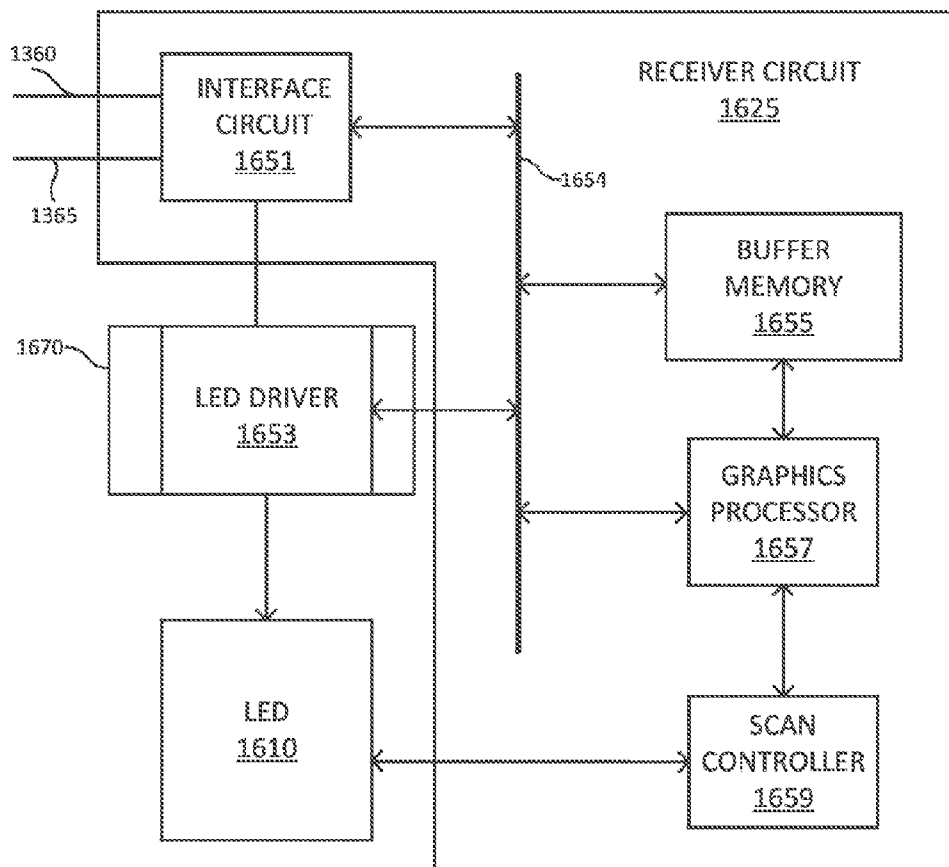 1360
INTERFACE
CIRCUIT
1651
RECEIVER CIRCUIT
1625
1365
1654
BUFFER
MEMORY
1655
1670
LED DRIVER
1653
GRAPHICS
PROCESSOR
1657
LED
1610
SCAN
CONTROLLER
1659